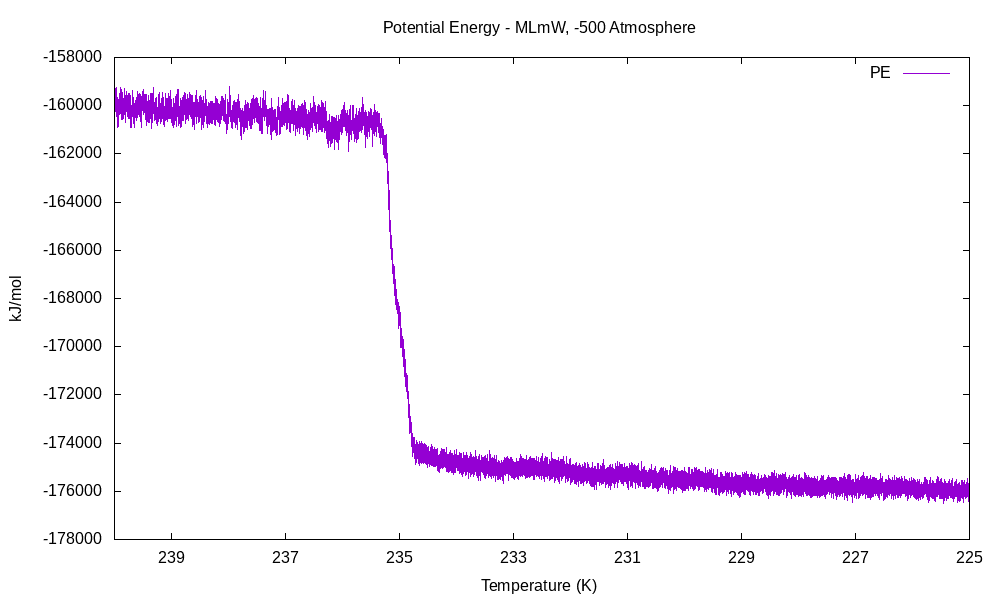 Potential Energy - MLmW, -500 Atmosphere
PE
-158000
-160000
-162000
-164000
-166000
-168000
-170000
-172000
-174000
-176000
-178000
kJ/mol
239 237 235 233 231 229 227 225
Temperature (K)